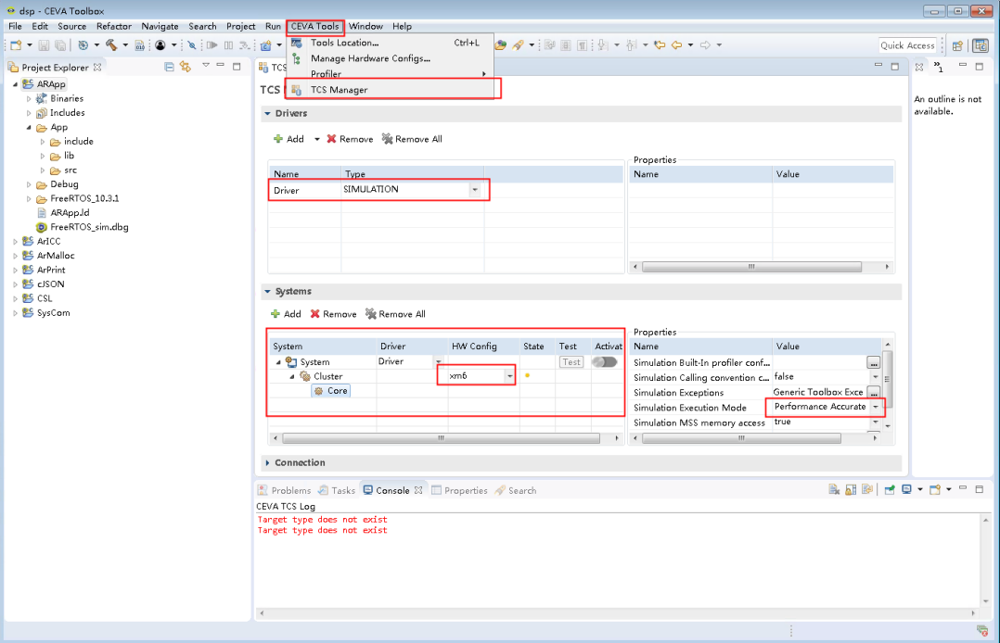 dsp - CEVA Toolbox
File Edit Source Refactor Navigate Search Project Run CEVA Tools Window Help
Tools Location... Ctrl+L
Manage Hardware Configs...
Profiler
TCS Manager
Quick Access
Project Explorer
ARApp
Binaries
Includes
App
include
lib
src
Debug
FreeRTOS_10.3.1
ARApp.ld
FreeRTOS_sim.dbg
ArICC
ArMalloc
ArPrint
cJSON
CSL
SysCom
TCS
TCS
Drivers
Add Remove Remove All
Name Type
Driver SIMULATION
Properties
Name Value
Systems
Add Remove Remove All
System Driver HW Config State Test Activat
System Driver Test
Cluster xm6
Core
Properties
Name Value
Simulation Built-In profiler conf... ...
Simulation Calling convention c... false
Simulation Exceptions Generic Toolbox Exce ...
Simulation Execution Mode Performance Accurate
Simulation MSS memory access true
Connection
Problems Tasks Console Properties Search
CEVA TCS Log
Target type does not exist
Target type does not exist
1
An outline is not
available.